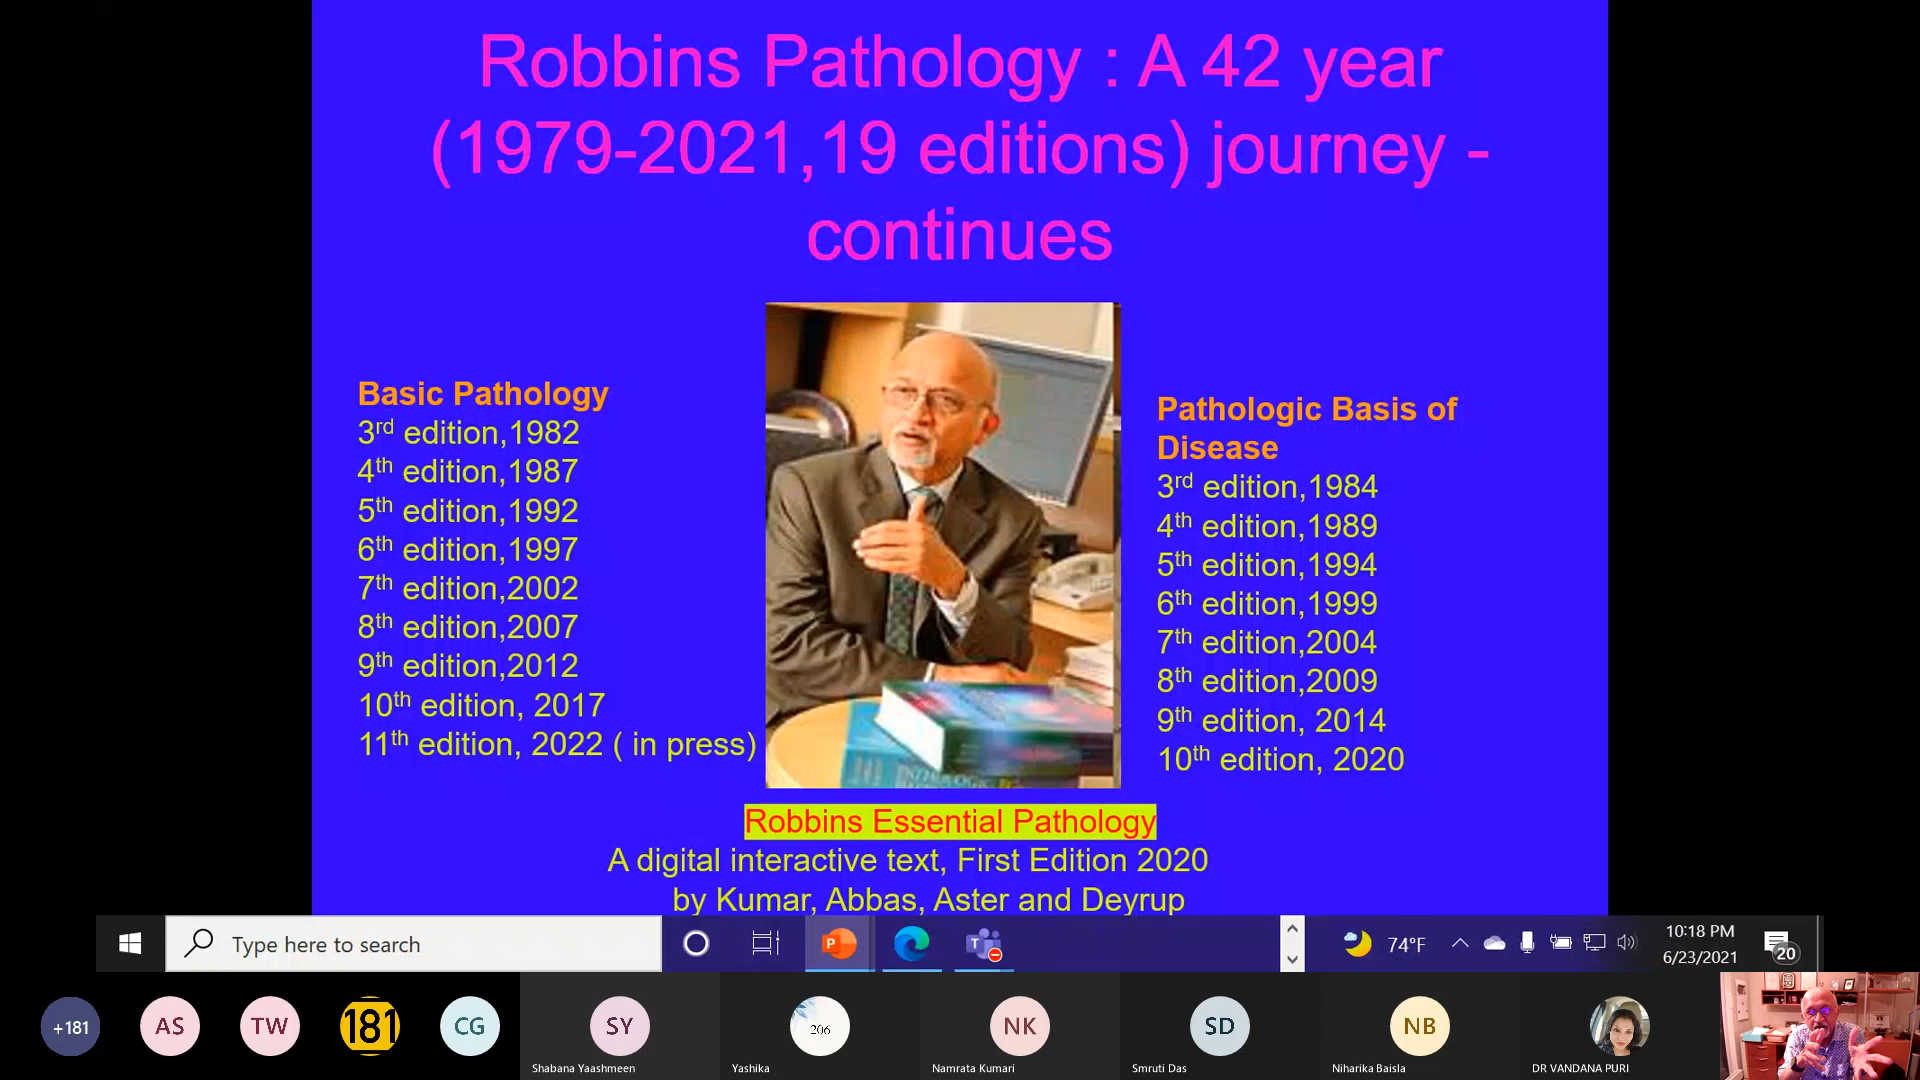 Robbins Pathology : A 42 year
(1979-2021,19 editions) journey -
continues
Basic Pathology
3rd edition,1982
4th edition,1987
5th edition,1992
6th edition,1997
7th edition,2002
8th edition,2007
9th edition,2012
10th edition, 2017
11th edition, 2022 ( in press)
Pathologic Basis of
Disease
3rd edition,1984
4th edition,1989
5th edition,1994
6th edition,1999
7th edition,2004
8th edition,2009
9th edition, 2014
10th edition, 2020
Robbins Essential Pathology
A digital interactive text, First Edition 2020
by Kumar, Abbas, Aster and Deyrup
Type here to search
74°F
10:18 PM
6/23/2021
20
+181
AS
TW
181
CG
SY
206
NK
SD
NB
Shabana Yaashmeen
Yashika
Namrata Kumari
Smruti Das
Niharika Baisla
DR VANDANA PURI